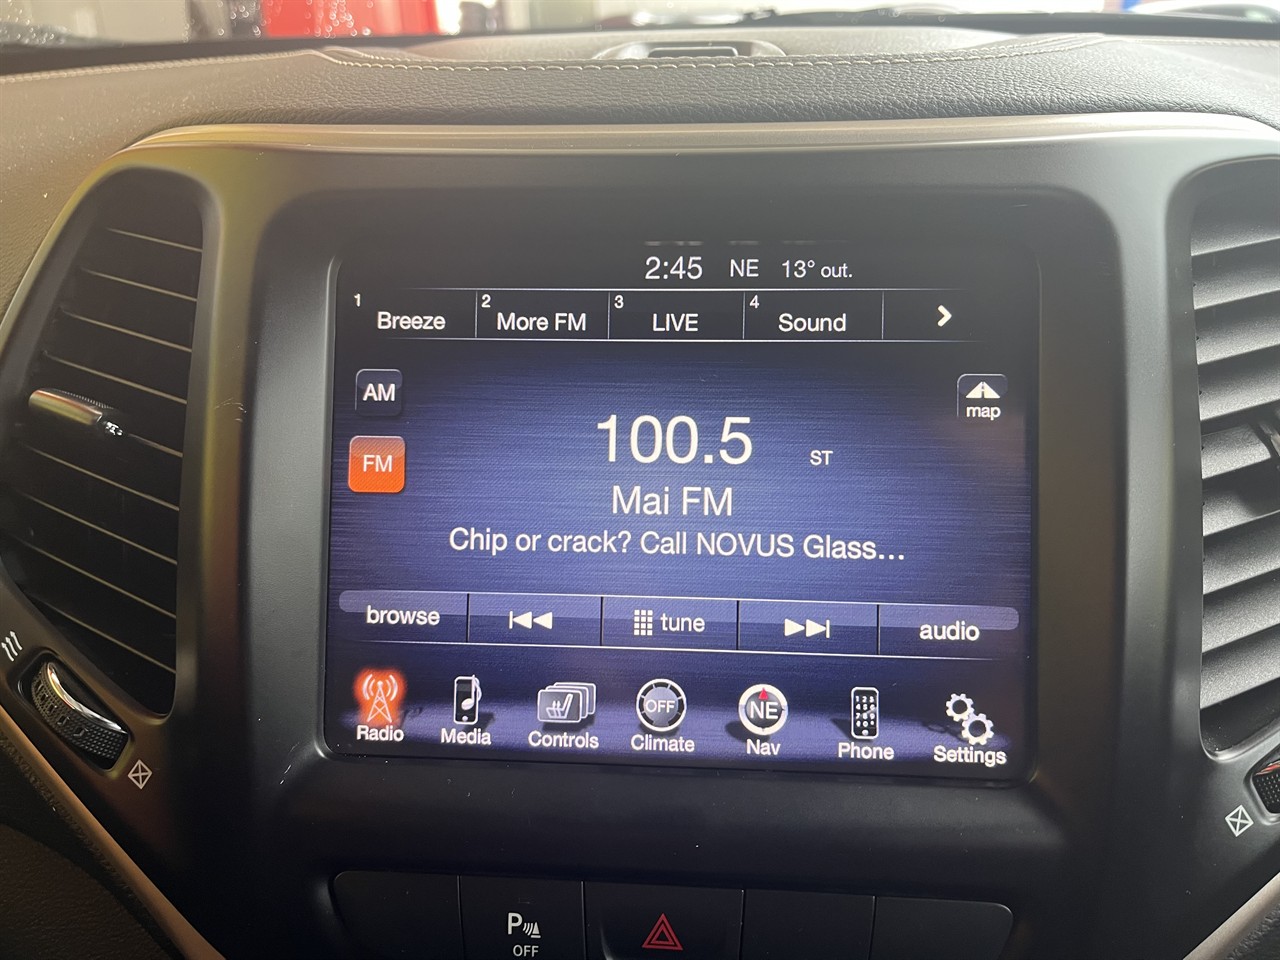 2:45 NE 13° out.
1 Breeze 2 More FM 3 LIVE 4 Sound
AM
map
100.5 ST
FM
Mai FM
Chip or crack? Call NOVUS Glass...
browse tune audio
OFF NE
Radio Media Controls Climate Nav Phone Settings
P
OFF